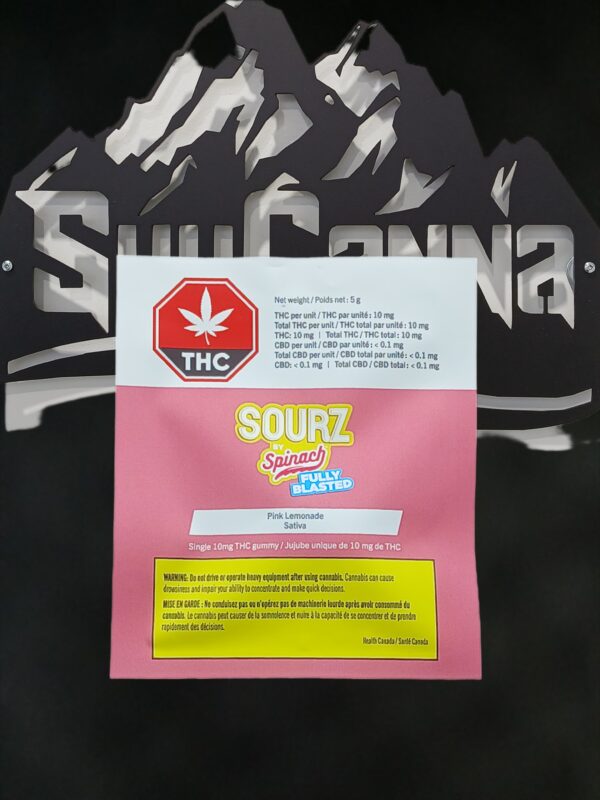 SuuCanna
THC
Net weight / Poids net : 5 g
THC per unit / THC par unité : 10 mg
Total THC per unit / THC total par unité : 10 mg
THC: 10 mg | Total THC / THC total : 10 mg
CBD per unit / CBD par unité : < 0.1 mg
Total CBD per unit / CBD total par unité : < 0.1 mg
CBD: < 0.1 mg | Total CBD / CBD total : < 0.1 mg
SOURZ
BY
Spinach
FULLY
BLASTED
Pink Lemonade
Sativa
Single 10mg THC gummy / Jujube unique de 10 mg de THC
WARNING: Do not drive or operate heavy equipment after using cannabis. Cannabis can cause
drowsiness and impair your ability to concentrate and make quick decisions.
MISE EN GARDE : Ne conduisez pas ou n'opérez pas de machinerie lourde après avoir consommé du
cannabis. Le cannabis peut causer de la somnolence et nuire à la capacité de se concentrer et de prendre
rapidement des décisions.
Health Canada / Santé Canada